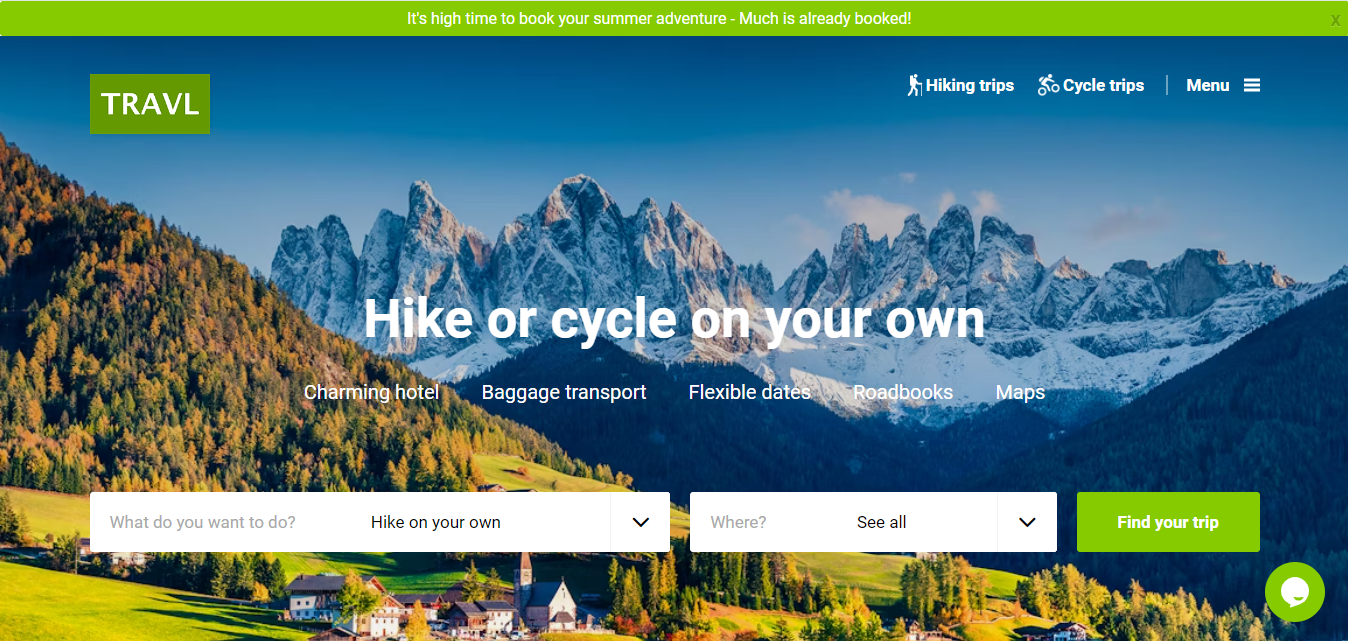 It's high time to book your summer adventure - Much is already booked!
x
TRAVL
Hiking trips
Cycle trips
Menu
Hike or cycle on your own
Charming hotel
Baggage transport
Flexible dates
Roadbooks
Maps
What do you want to do?
Hike on your own
Where?
See all
Find your trip